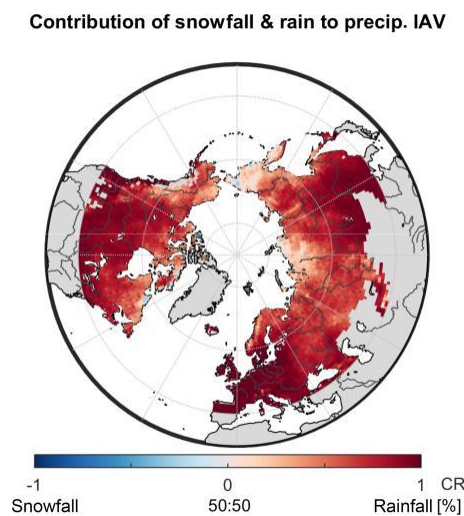 Contribution of snowfall & rain to precip. IAV
-1 0 1 CR
Snowfall 50:50 Rainfall [%]